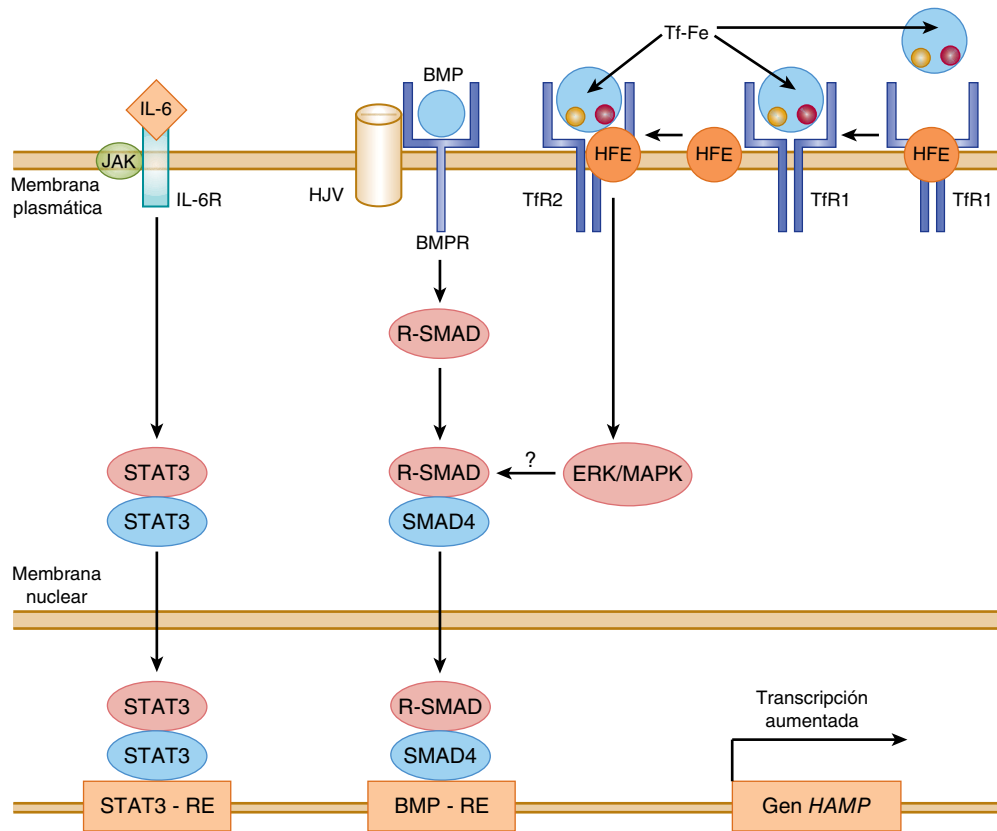 Tf-Fe
BMP
IL-6
JAK
HFE
HFE
HFE
Membrana
plasmática
IL-6R
HJV
TfR2
TfR1
TfR1
BMPR
R-SMAD
STAT3
R-SMAD
?
ERK/MAPK
STAT3
SMAD4
Membrana
nuclear
STAT3
R-SMAD
Transcripción
aumentada
STAT3
SMAD4
STAT3 - RE
BMP - RE
Gen HAMP